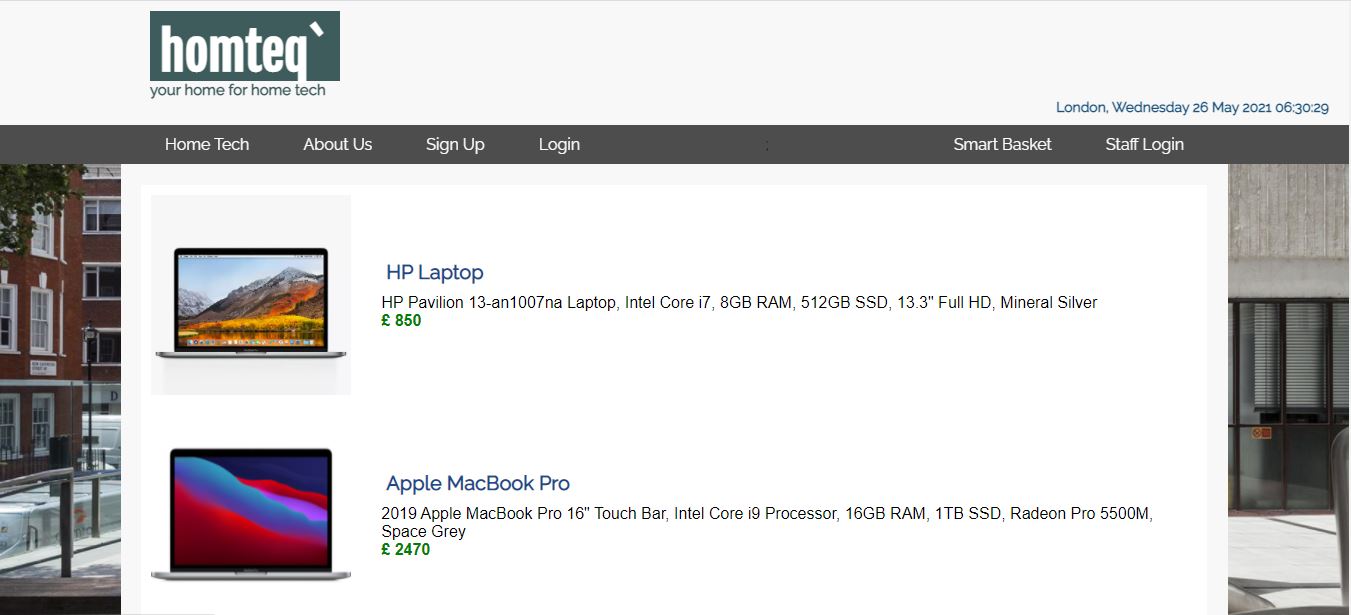 homteq`
your home for home tech
London, Wednesday 26 May 2021 06:30:29
Home Tech About Us Sign Up Login : Smart Basket Staff Login
HP Laptop
HP Pavilion 13-an1007na Laptop, Intel Core i7, 8GB RAM, 512GB SSD, 13.3" Full HD, Mineral Silver
£ 850
Apple MacBook Pro
2019 Apple MacBook Pro 16" Touch Bar, Intel Core i9 Processor, 16GB RAM, 1TB SSD, Radeon Pro 5500M,
Space Grey
£ 2470